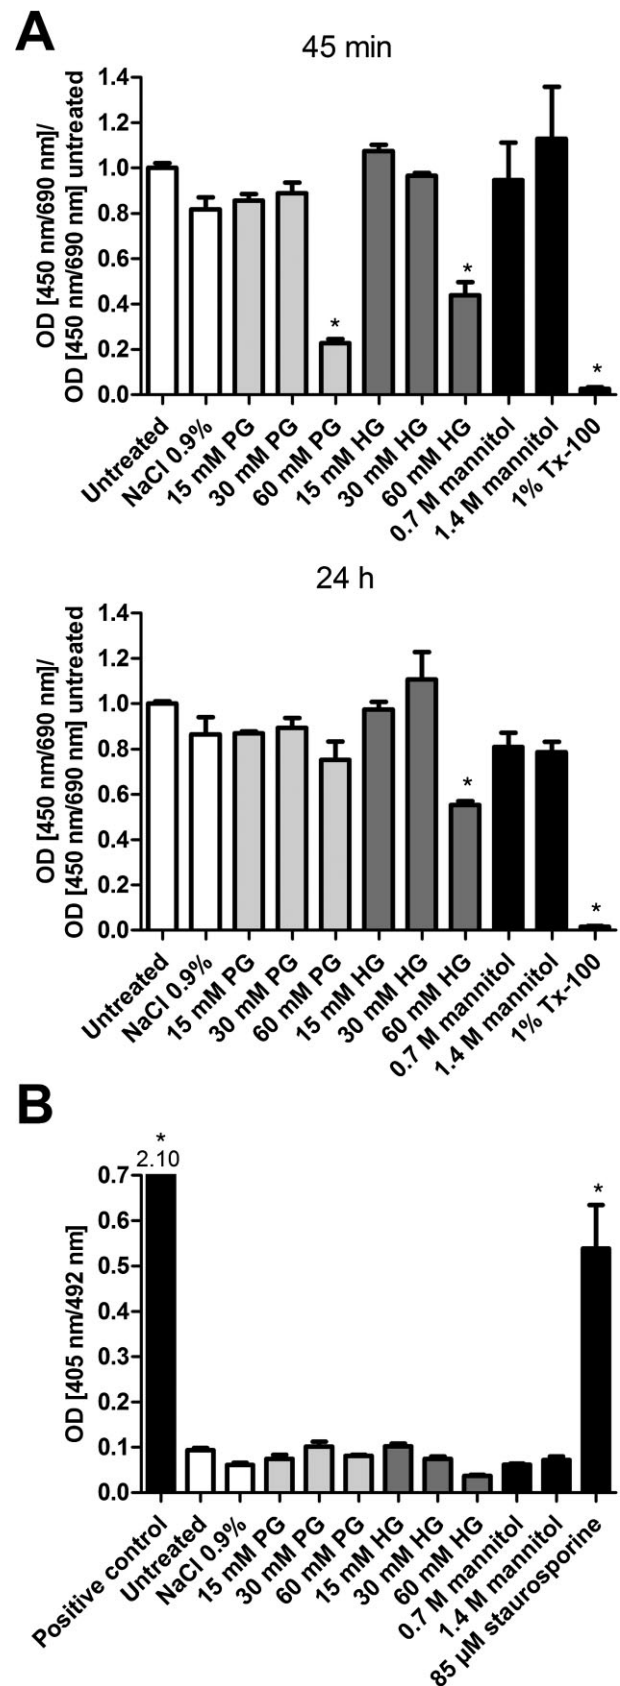 A
45 min
OD [450 nm/690 nm]/
OD [450 nm/690 nm] untreated
1.4
1.2
1.0
0.8
0.6
0.4
0.2
0.0
*
*
*
Untreated
NaCl 0.9%
15 mM PG
30 mM PG
60 mM PG
15 mM HG
30 mM HG
60 mM HG
0.7 M mannitol
1.4 M mannitol
1% Tx-100
24 h
OD [450 nm/690 nm]/
OD [450 nm/690 nm] untreated
1.4
1.2
1.0
0.8
0.6
0.4
0.2
0.0
*
*
Untreated
NaCl 0.9%
15 mM PG
30 mM PG
60 mM PG
15 mM HG
30 mM HG
60 mM HG
0.7 M mannitol
1.4 M mannitol
1% Tx-100
B
*
2.10
OD [405 nm/492 nm]
0.7
0.6
0.5
0.4
0.3
0.2
0.1
0.0
*
Positive control
Untreated
NaCl 0.9%
15 mM PG
30 mM PG
60 mM PG
15 mM HG
30 mM HG
60 mM HG
0.7 M mannitol
1.4 M mannitol
85 µM staurosporine